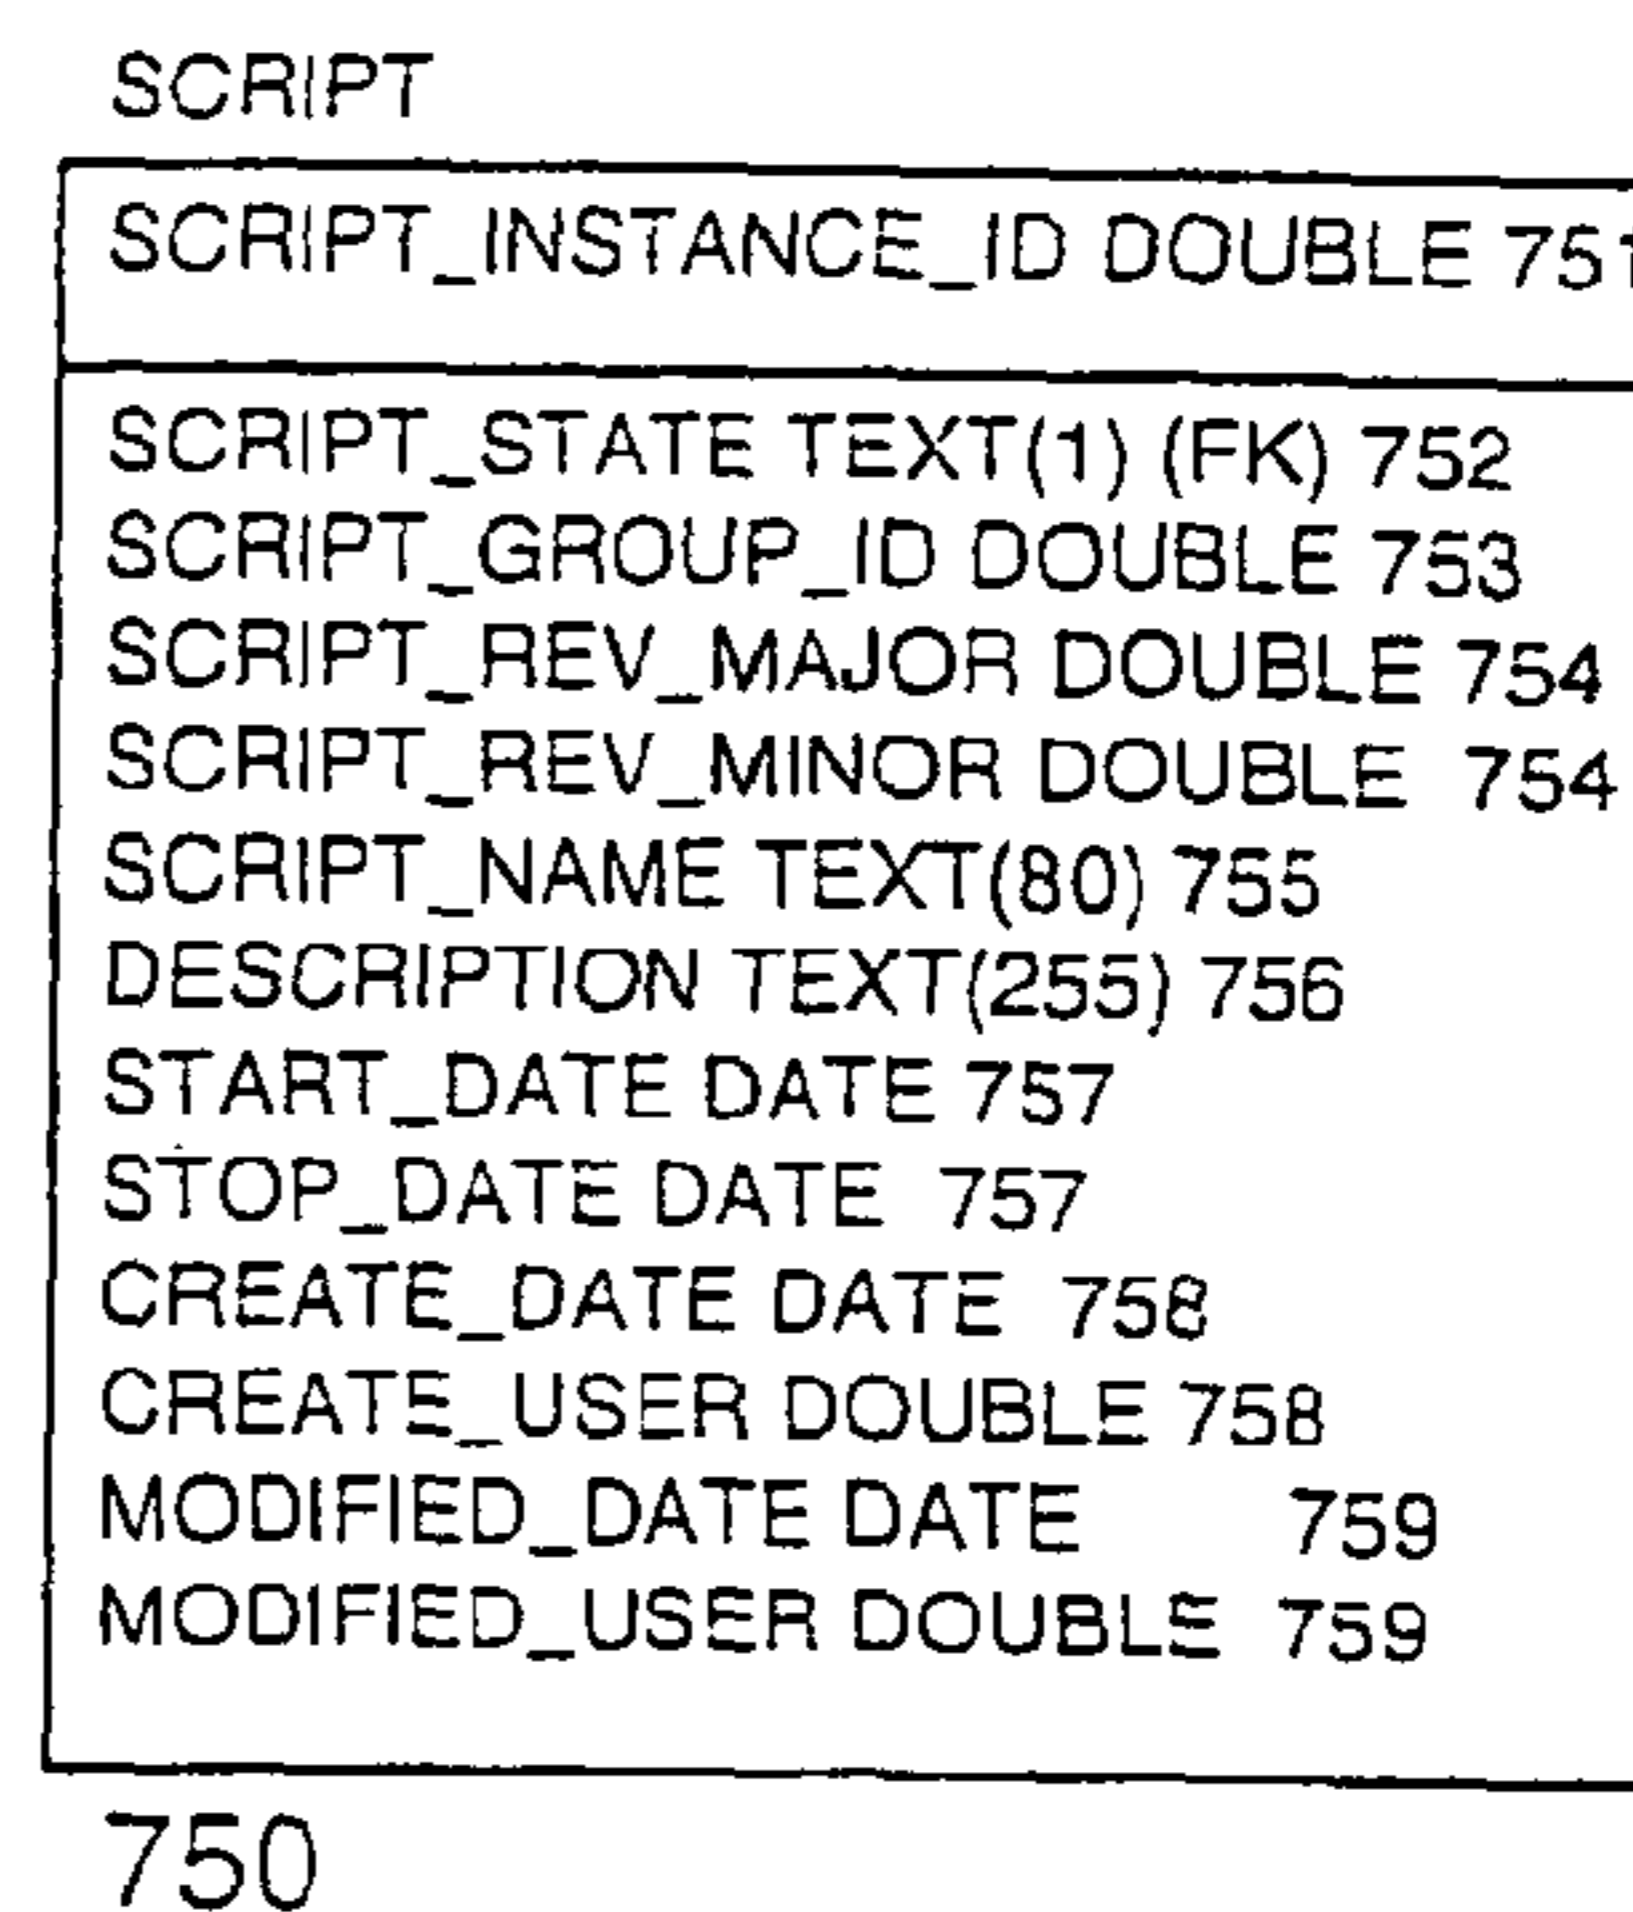 SCRIPT
SCRIPT_INSTANCE_ID DOUBLE 751
SCRIPT_STATE TEXT(1) (FK) 752
SCRIPT_GROUP_ID DOUBLE 753
SCRIPT_REV_MAJOR DOUBLE 754
SCRIPT_REV_MINOR DOUBLE 754
SCRIPT_NAME TEXT(80) 755
DESCRIPTION TEXT(255) 756
START_DATE DATE 757
STOP_DATE DATE 757
CREATE_DATE DATE 758
CREATE_USER DOUBLE 758
MODIFIED_DATE DATE 759
MODIFIED_USER DOUBLE 759
750